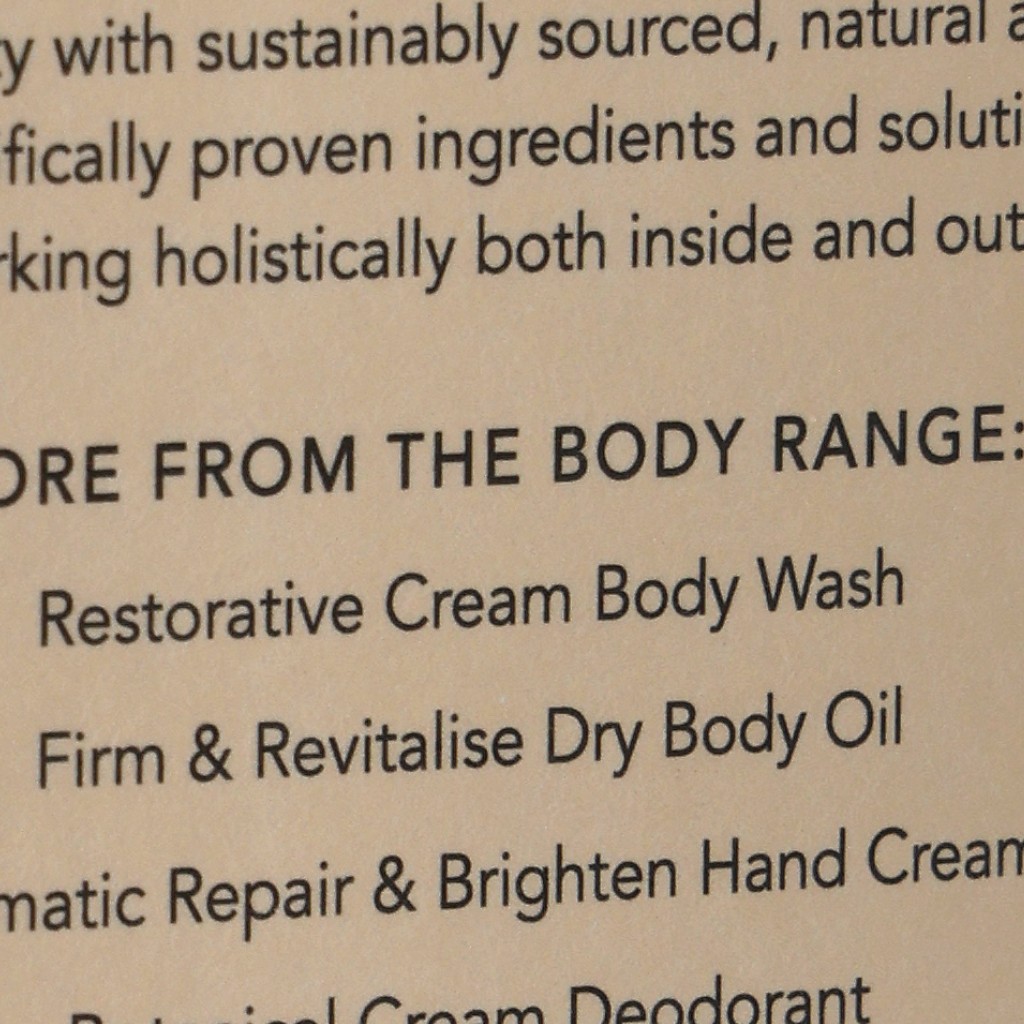 y with sustainably sourced, natural a
fically proven ingredients and soluti
rking holistically both inside and out
ORE FROM THE BODY RANGE:
Restorative Cream Body Wash
Firm & Revitalise Dry Body Oil
matic Repair & Brighten Hand Cream
Botanical Cream Deodorant